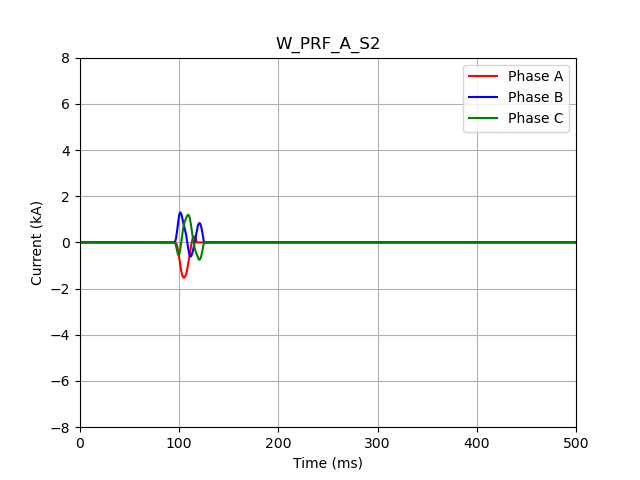 W_PRF_A_S2
8
6
4
2
0
−2
−4
−6
−8
Current (kA)
Phase A
Phase B
Phase C
0 100 200 300 400 500
Time (ms)